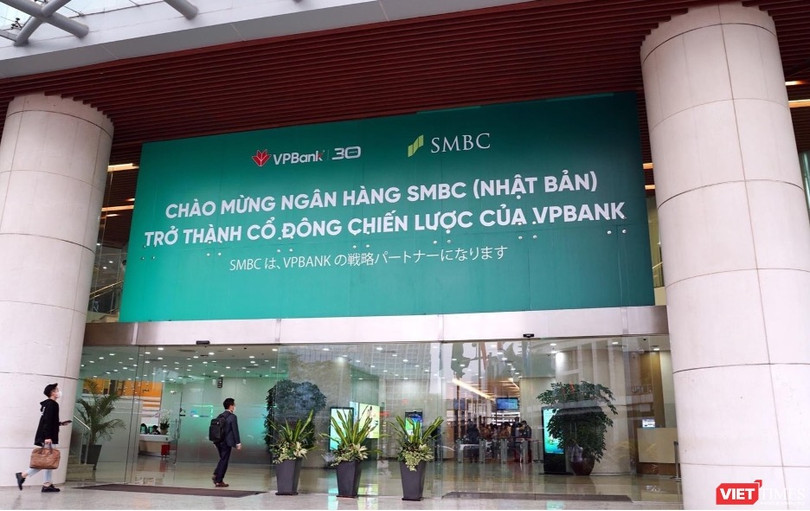 VPBank 30 SMBC
CHÀO MỪNG NGÂN HÀNG SMBC (NHẬT BẢN)
TRỞ THÀNH CỔ ĐÔNG CHIẾN LƯỢC CỦA VPBANK
SMBC は、VPBANK の戦略パートナーになります
VIETTIMES